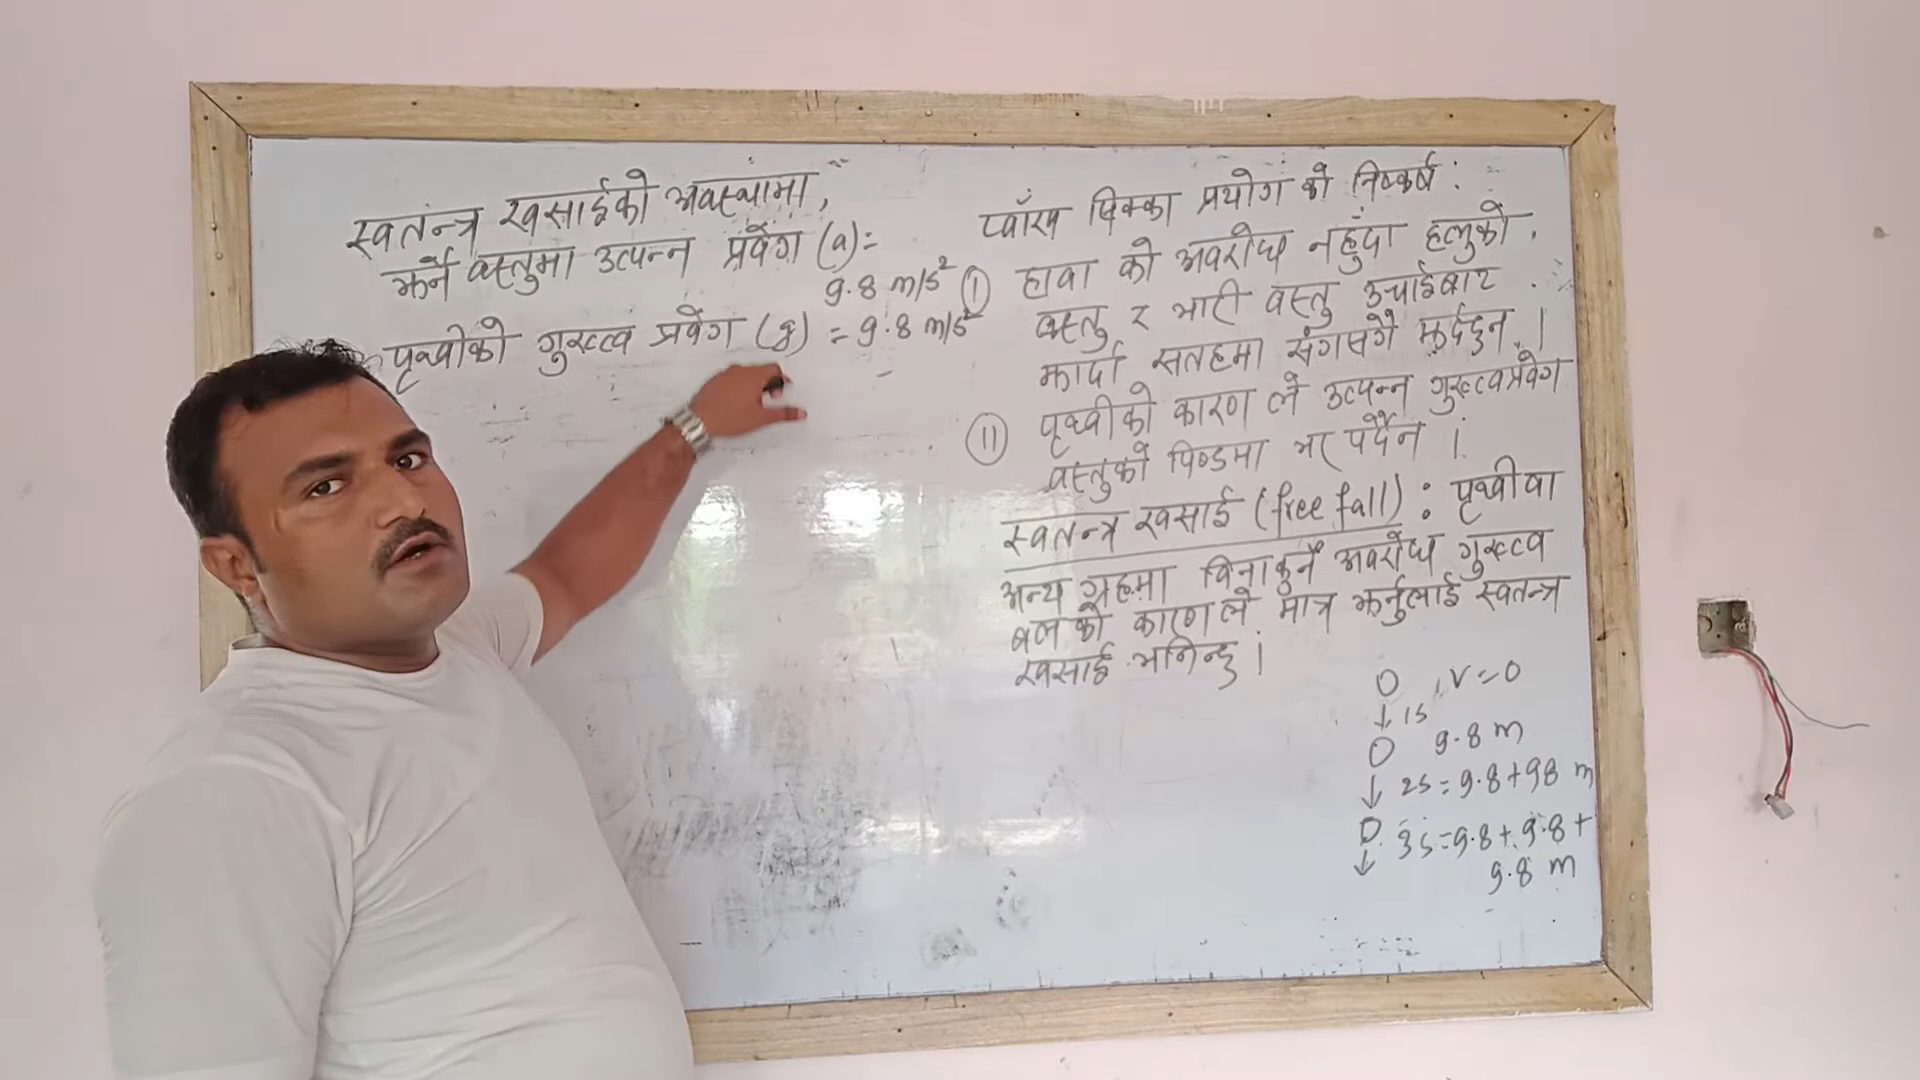 स्वतन्त्र खसाईको अवस्थामा,
झर्ने वस्तुमा उत्पन्न प्रवेग (a)=
9.8 m/s²
पृथ्वीको गुरुत्व प्रवेग (g) = 9.8 m/s²
प्वाँख सिक्का प्रयोग को निष्कर्ष :
(I) हावा को अवरोध नहुँदा हलुको
वस्तु र भारी वस्तु उचाईबाट
झार्दा सतहमा संगसगै झर्दछन् ।
(II) पृथ्वीको कारण ले उत्पन्न गुरुत्वप्रवेग
वस्तुको पिण्डमा भर पर्दैन ।
स्वतन्त्र खसाई (free fall) : पृथ्वी वा
अन्य ग्रहमा विना कुनै अवरोध गुरुत्व
बल को कारण ले मात्र झर्नुलाई स्वतन्त्र
खसाई भनिन्छ ।
V=0
1s
9.8 m
2s=9.8+98 m
3s=9.8+9.8+
9.8 m